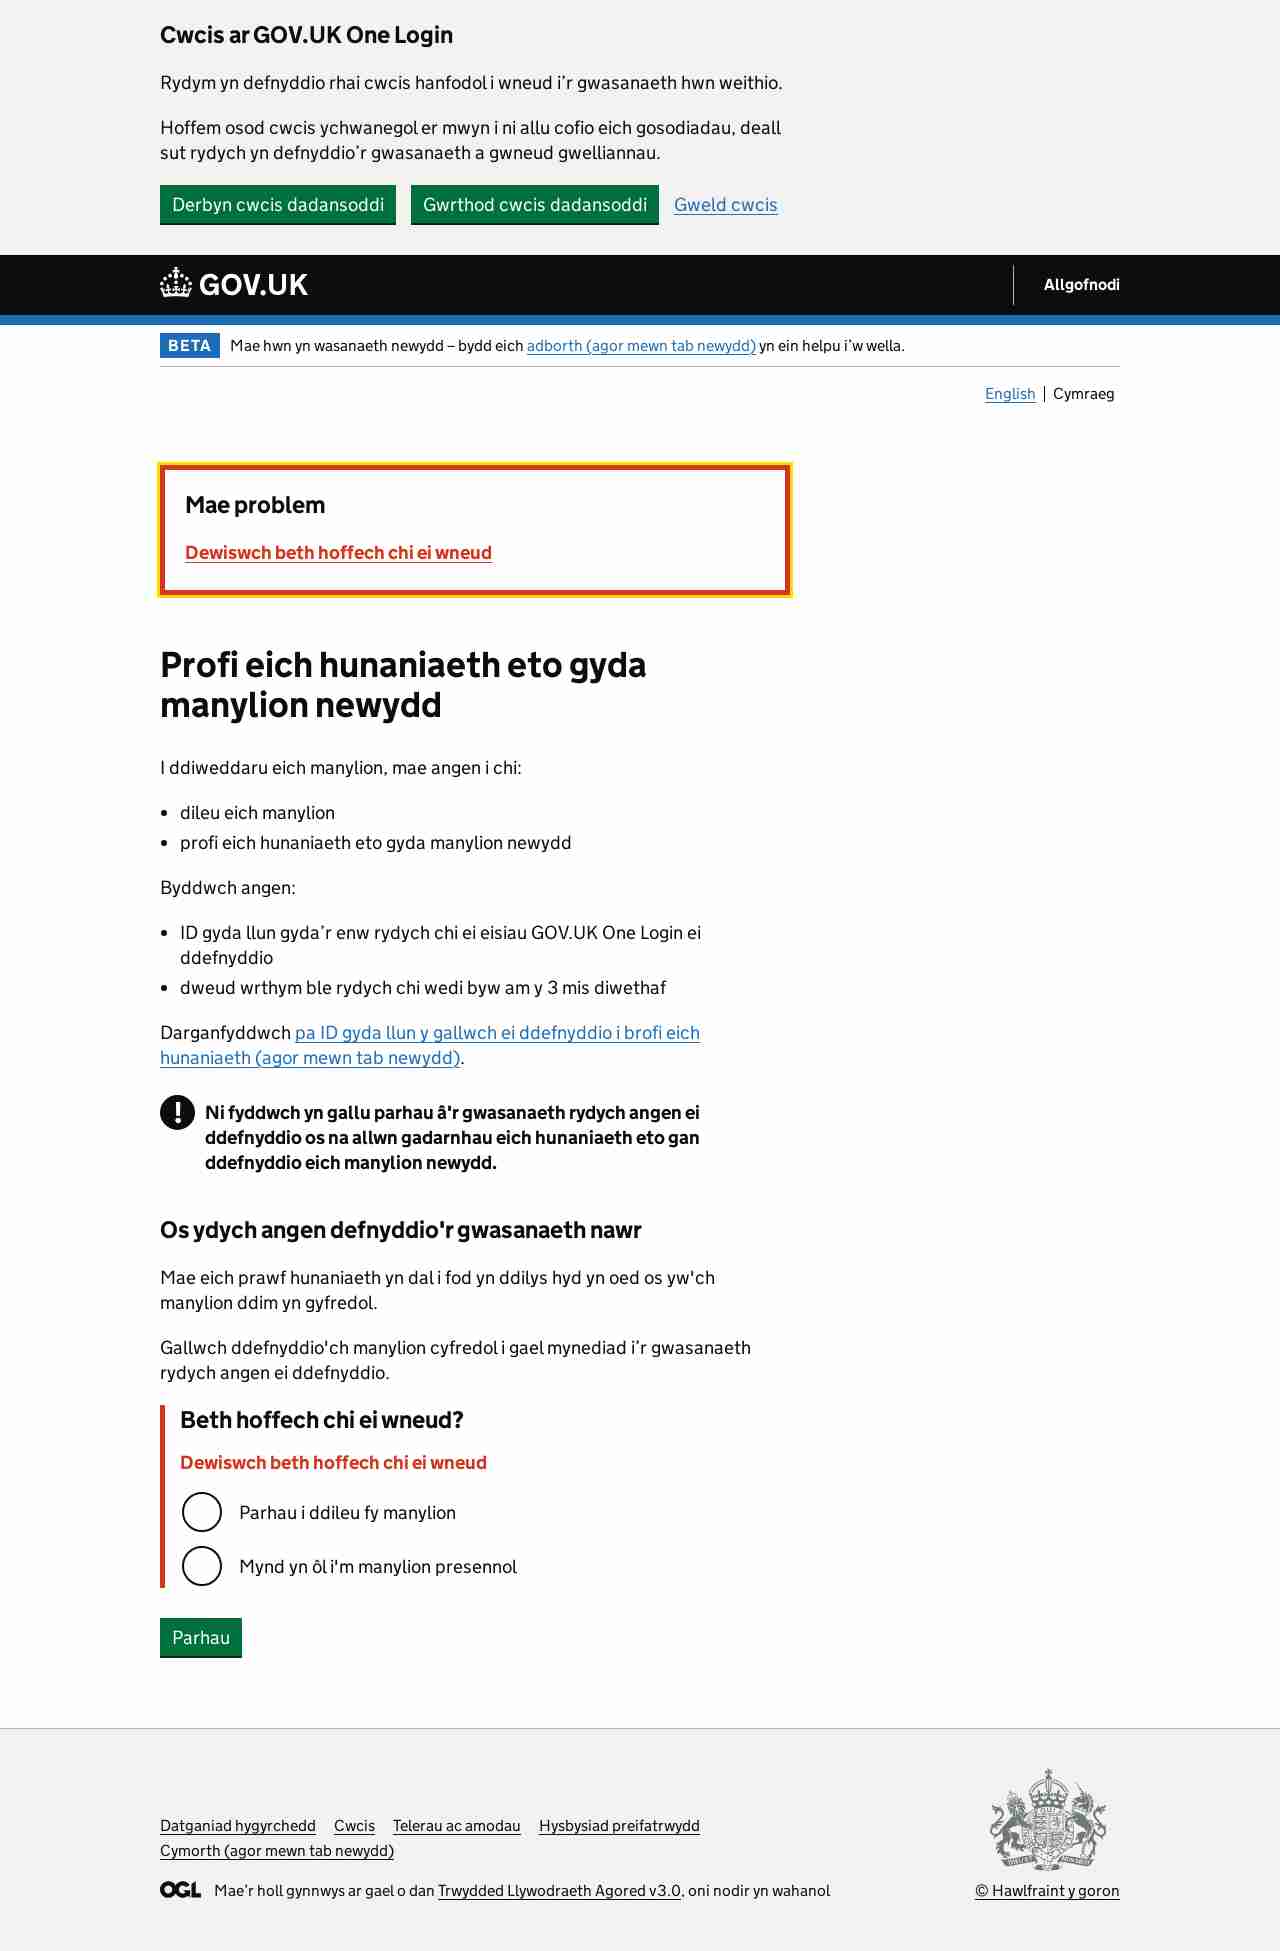 Cwcis ar GOV.UK One Login
Rydym yn defnyddio rhai cwcis hanfodol i wneud i’r gwasanaeth hwn weithio.
Hoffem osod cwcis ychwanegol er mwyn i ni allu cofio eich gosodiadau, deall
sut rydych yn defnyddio’r gwasanaeth a gwneud gwelliannau.
Derbyn cwcis dadansoddi Gwrthod cwcis dadansoddi Gweld cwcis
GOV.UK Allgofnodi
BETA Mae hwn yn wasanaeth newydd – bydd eich adborth (agor mewn tab newydd) yn ein helpu i’w wella.
English Cymraeg
Mae problem
Dewiswch beth hoffech chi ei wneud
Profi eich hunaniaeth eto gyda
manylion newydd
I ddiweddaru eich manylion, mae angen i chi:
• dileu eich manylion
• profi eich hunaniaeth eto gyda manylion newydd
Byddwch angen:
• ID gyda llun gyda’r enw rydych chi ei eisiau GOV.UK One Login ei
ddefnyddio
• dweud wrthym ble rydych chi wedi byw am y 3 mis diwethaf
Darganfyddwch pa ID gyda llun y gallwch ei ddefnyddio i brofi eich
hunaniaeth (agor mewn tab newydd).
! Ni fyddwch yn gallu parhau â'r gwasanaeth rydych angen ei
ddefnyddio os na allwn gadarnhau eich hunaniaeth eto gan
ddefnyddio eich manylion newydd.
Os ydych angen defnyddio'r gwasanaeth nawr
Mae eich prawf hunaniaeth yn dal i fod yn ddilys hyd yn oed os yw'ch
manylion ddim yn gyfredol.
Gallwch ddefnyddio'ch manylion cyfredol i gael mynediad i’r gwasanaeth
rydych angen ei ddefnyddio.
Beth hoffech chi ei wneud?
Dewiswch beth hoffech chi ei wneud
Parhau i ddileu fy manylion
Mynd yn ôl i'm manylion presennol
Parhau
Datganiad hygyrchedd Cwcis Telerau ac amodau Hysbysiad preifatrwydd
Cymorth (agor mewn tab newydd)
OGL Mae’r holl gynnwys ar gael o dan Trwydded Llywodraeth Agored v3.0, oni nodir yn wahanol
© Hawlfraint y goron